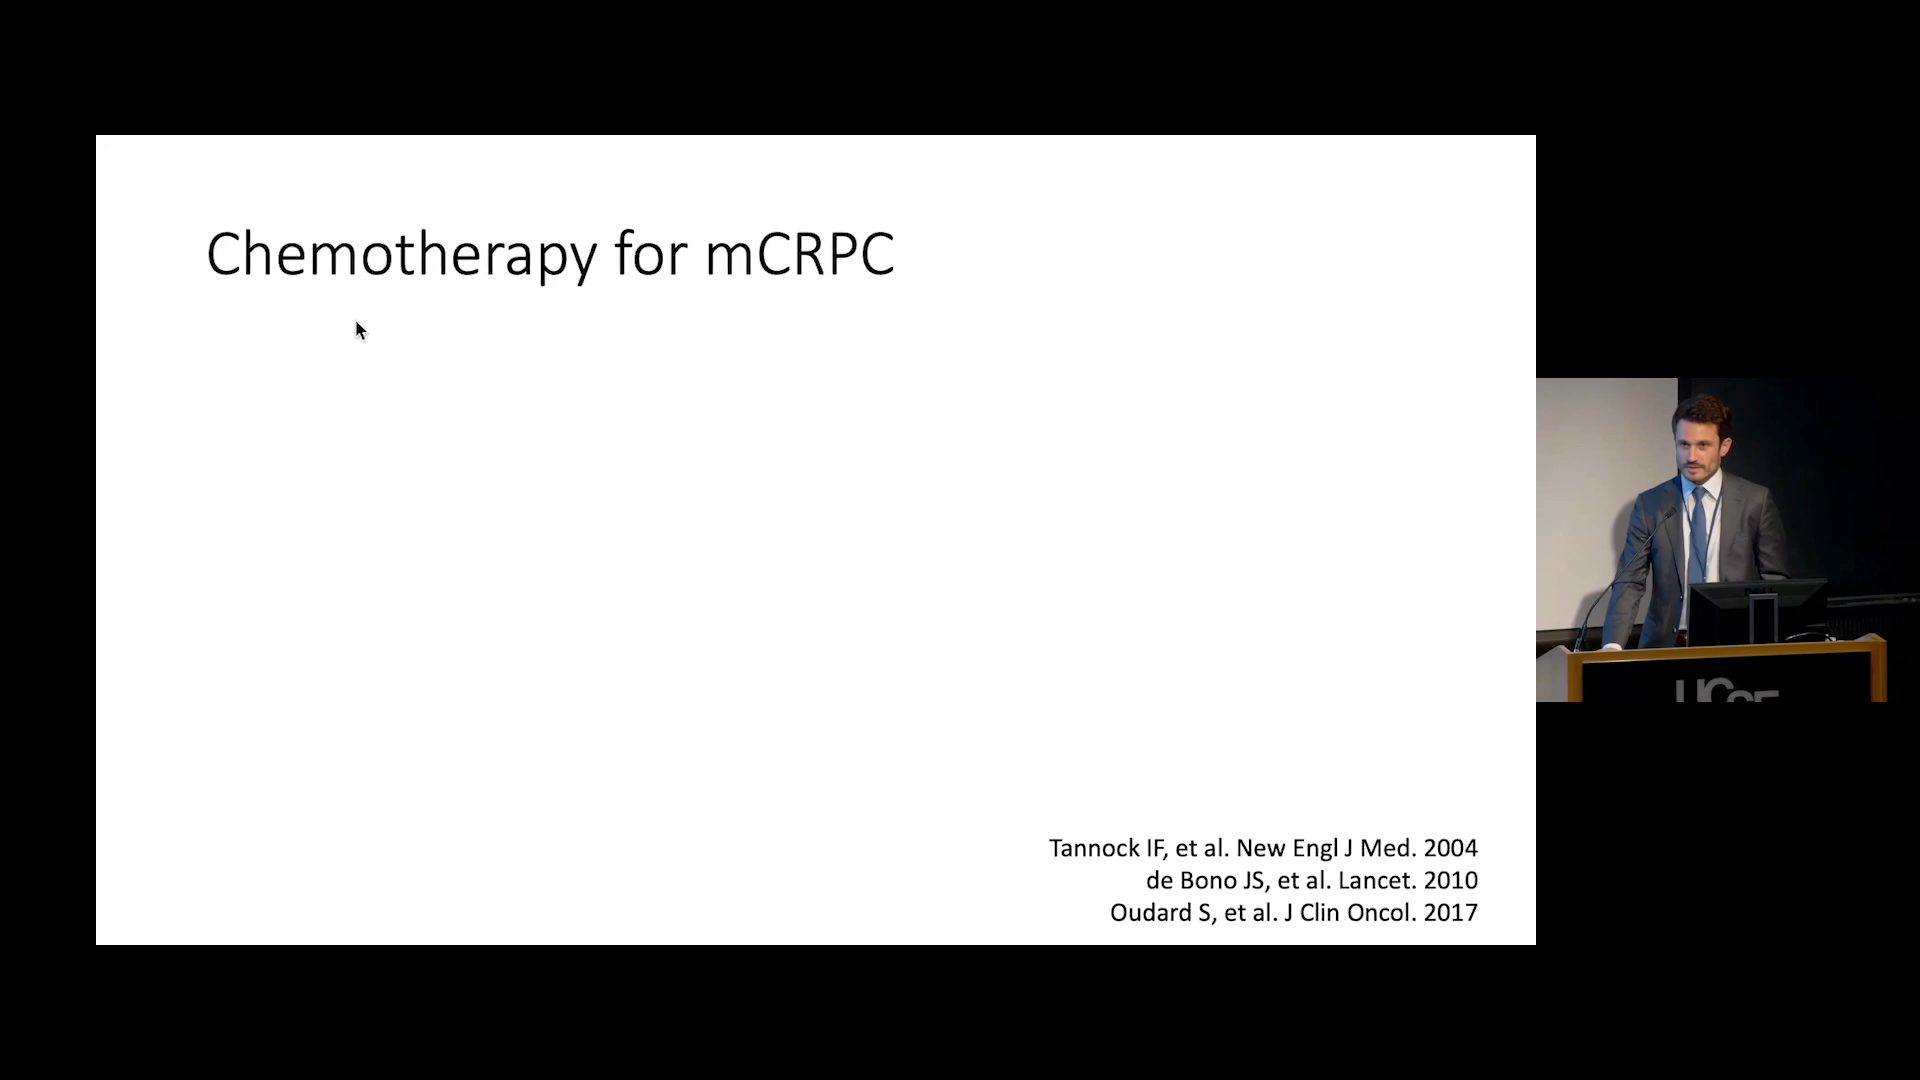 Chemotherapy for mCRPC
Tannock IF, et al. New Engl J Med. 2004
de Bono JS, et al. Lancet. 2010
Oudard S, et al. J Clin Oncol. 2017
UCSF